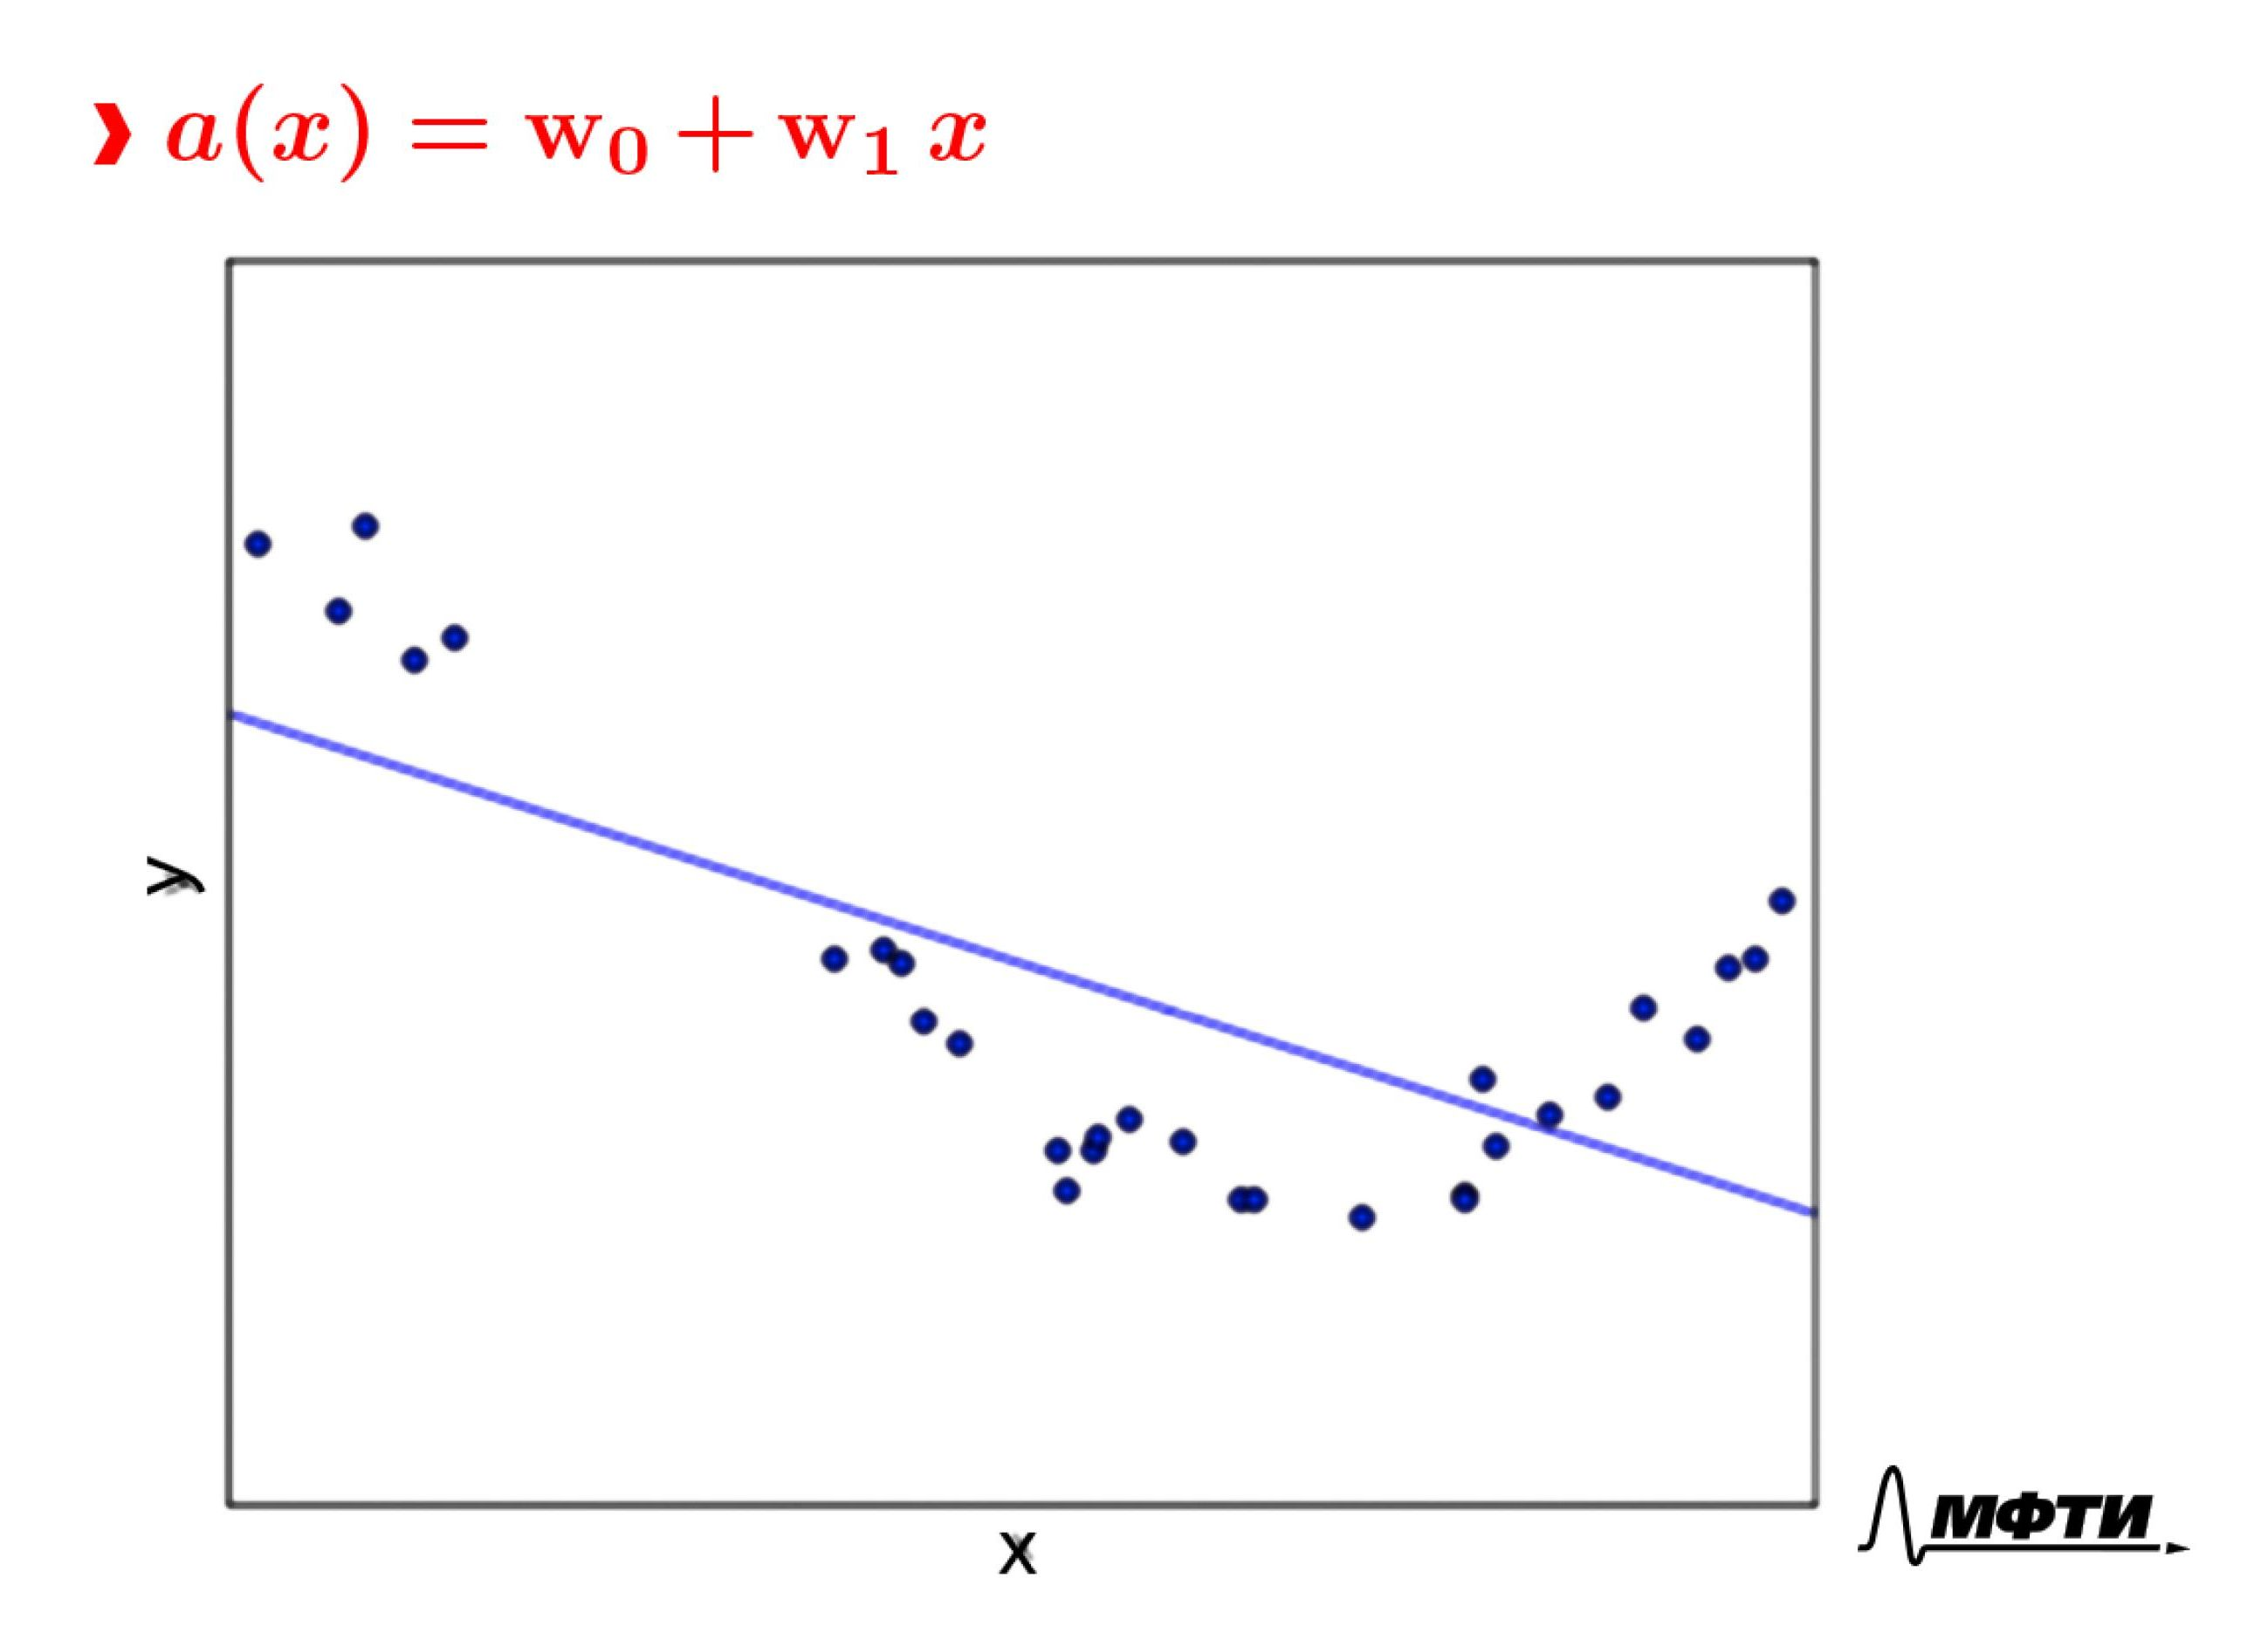 ❯ a(x) = w₀ + w₁ x
y
x
МФТИ